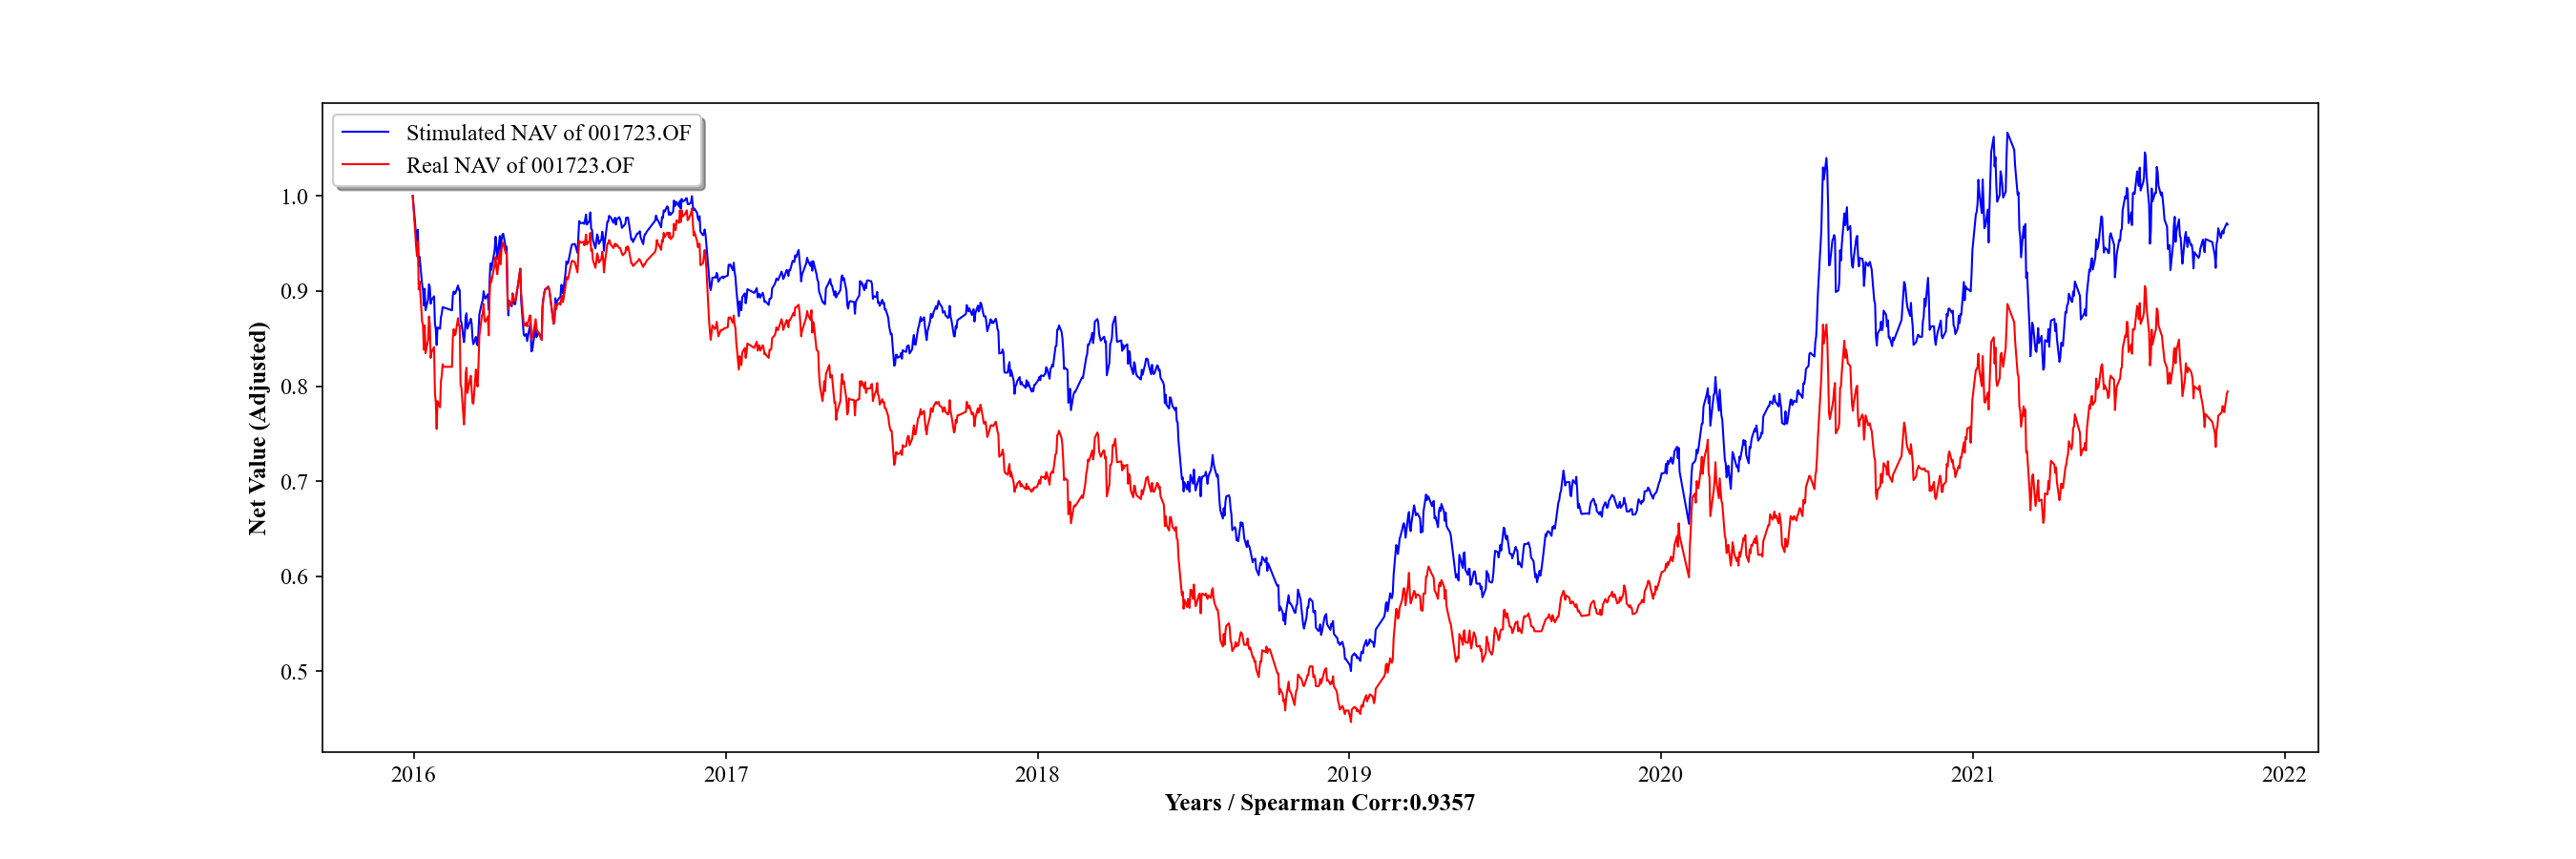 Stimulated NAV of 001723.OF
Real NAV of 001723.OF
1.0
0.9
0.8
0.7
0.6
0.5
Net Value (Adjusted)
2016 2017 2018 2019 2020 2021 2022
Years / Spearman Corr:0.9357